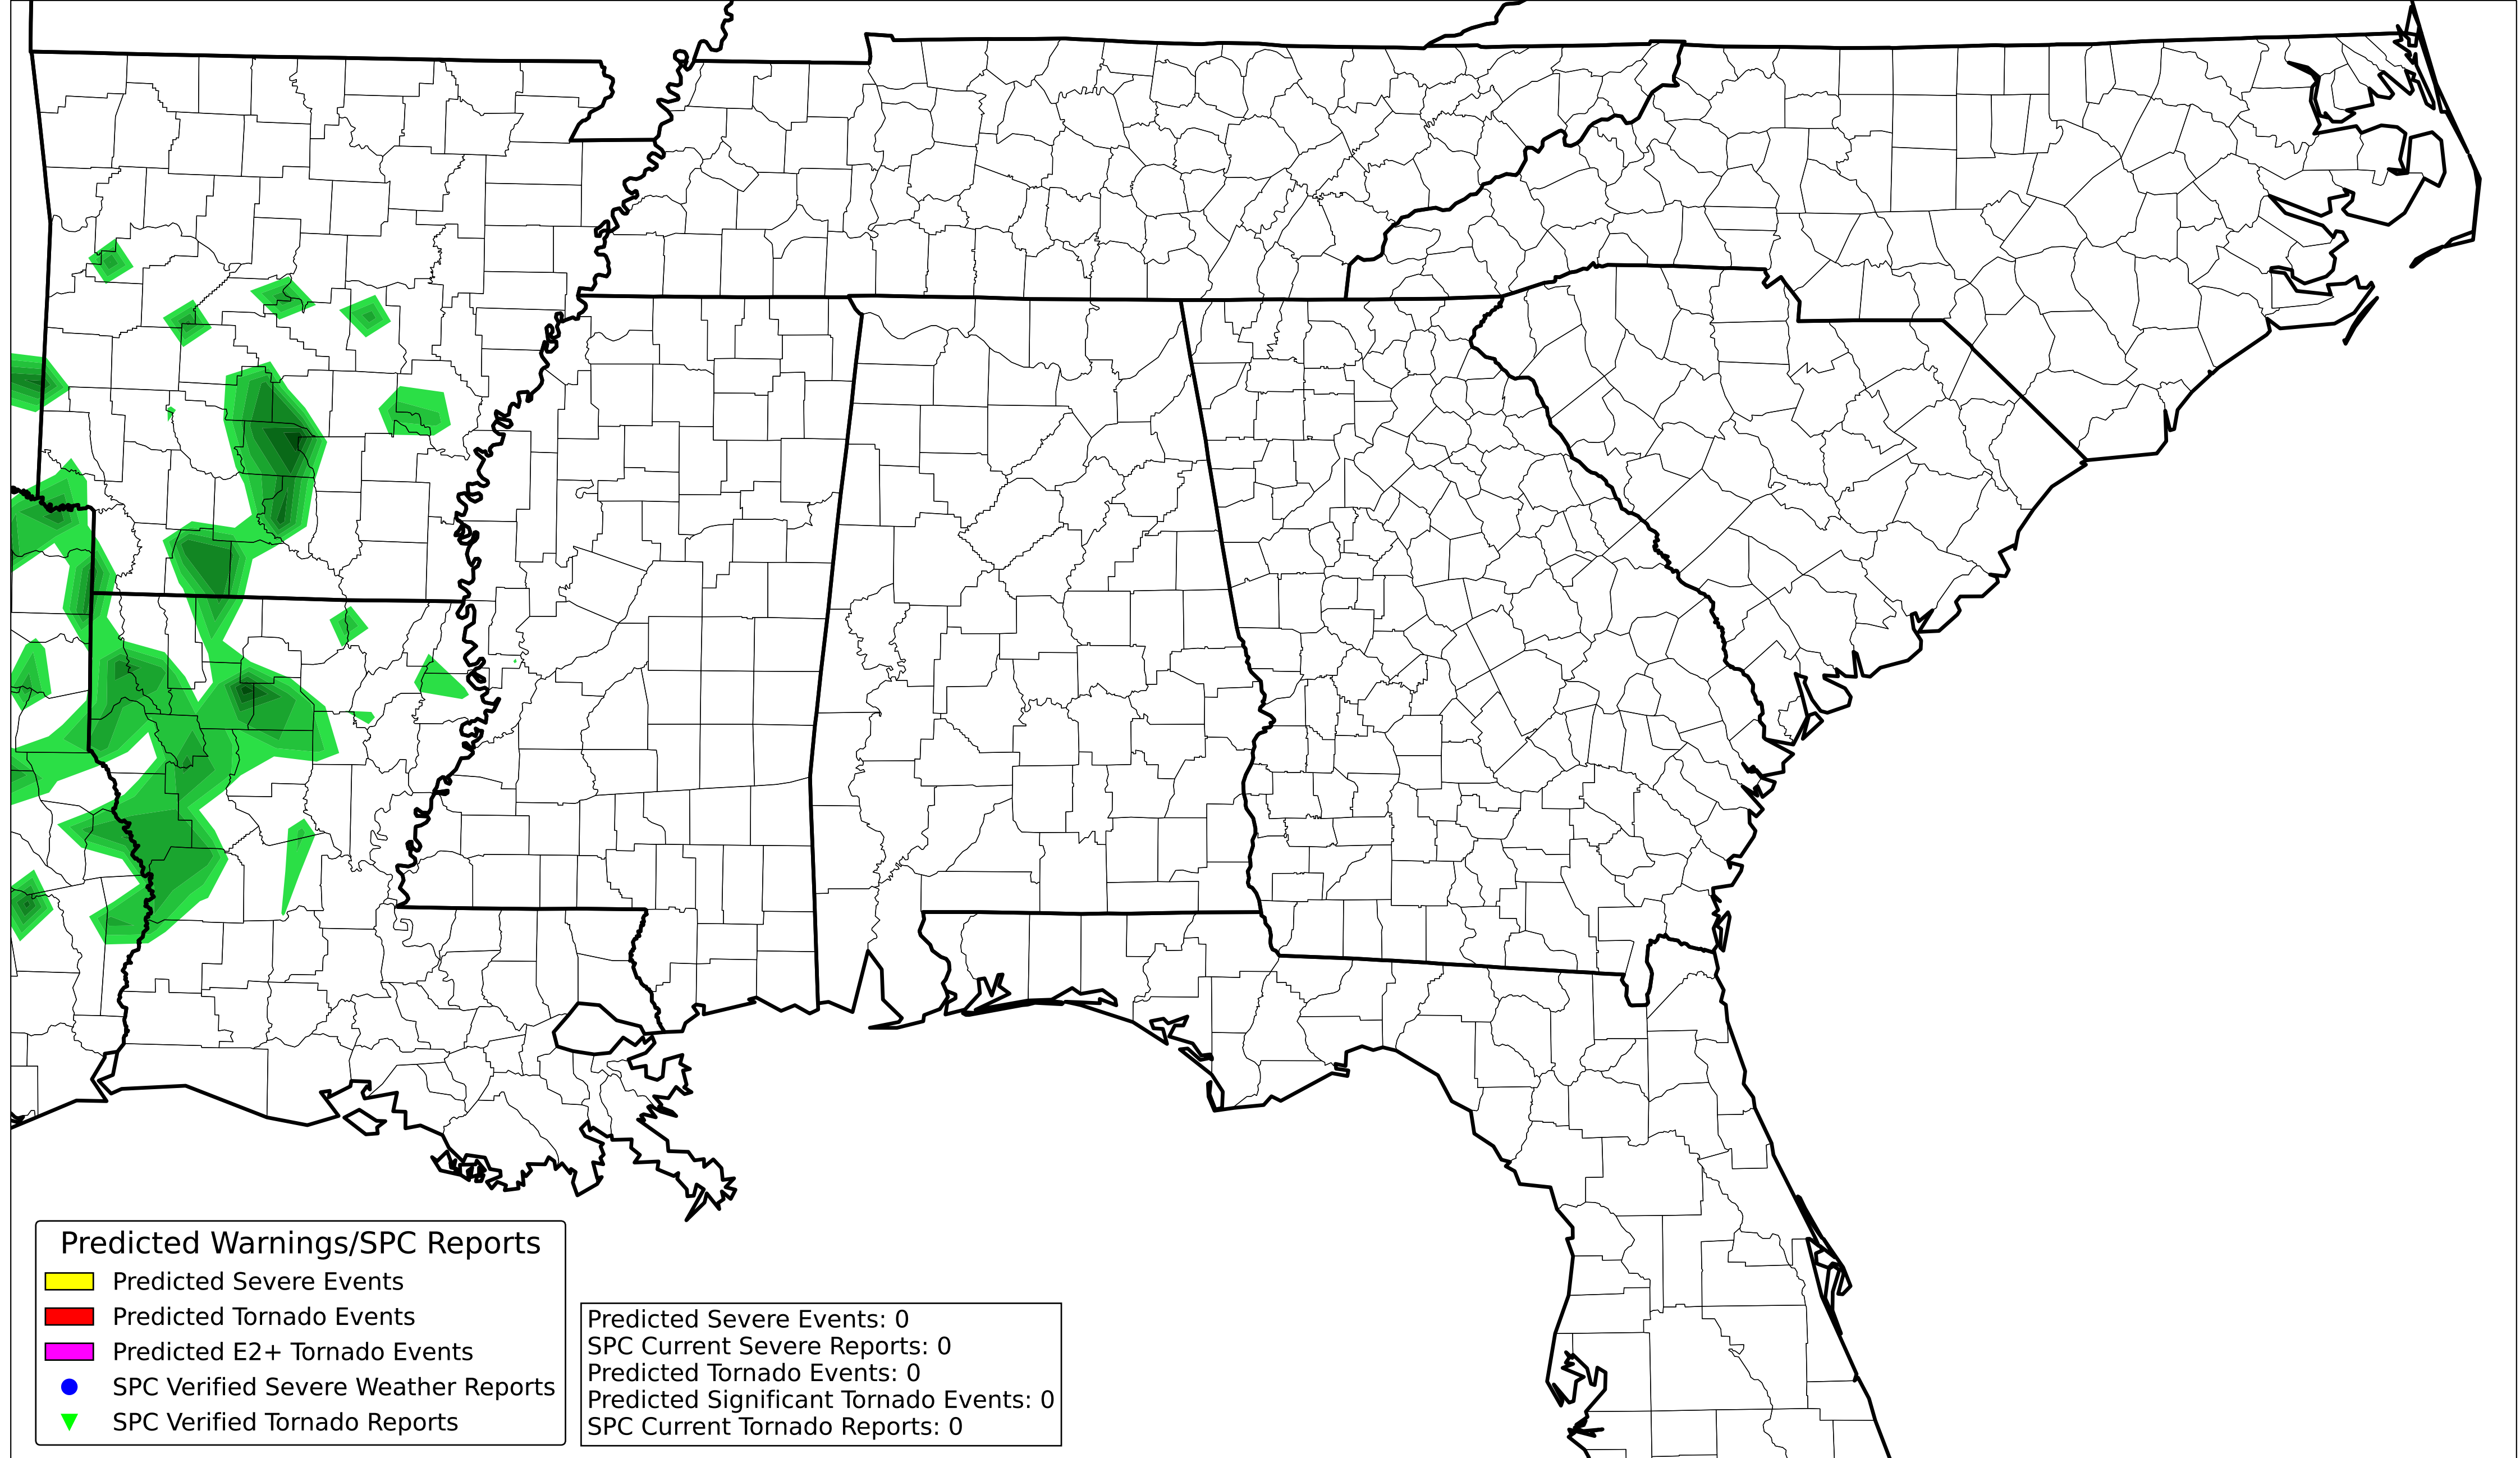 Predicted Warnings/SPC Reports
Predicted Severe Events
Predicted Tornado Events
Predicted E2+ Tornado Events
SPC Verified Severe Weather Reports
SPC Verified Tornado Reports
Predicted Severe Events: 0
SPC Current Severe Reports: 0
Predicted Tornado Events: 0
Predicted Significant Tornado Events: 0
SPC Current Tornado Reports: 0